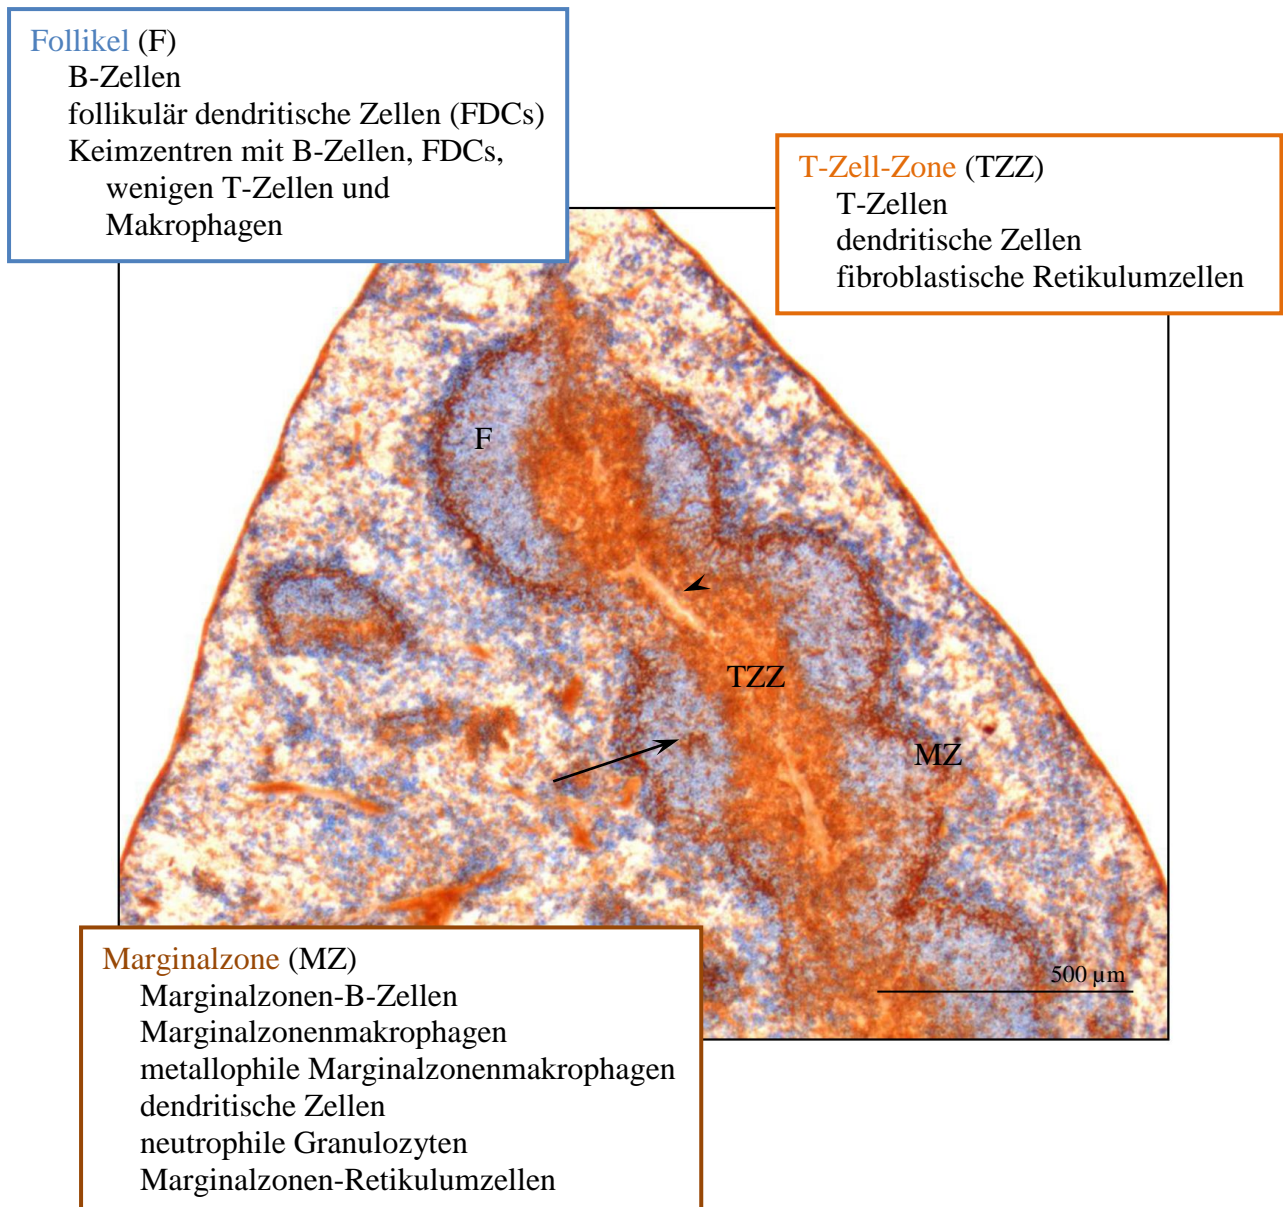 Follikel (F)
B-Zellen
follikulär dendritische Zellen (FDCs)
Keimzentren mit B-Zellen, FDCs,
wenigen T-Zellen und
Makrophagen
T-Zell-Zone (TZZ)
T-Zellen
dendritische Zellen
fibroblastische Retikulumzellen
F
TZZ
MZ
500 µm
Marginalzone (MZ)
Marginalzonen-B-Zellen
Marginalzonenmakrophagen
metallophile Marginalzonenmakrophagen
dendritische Zellen
neutrophile Granulozyten
Marginalzonen-Retikulumzellen